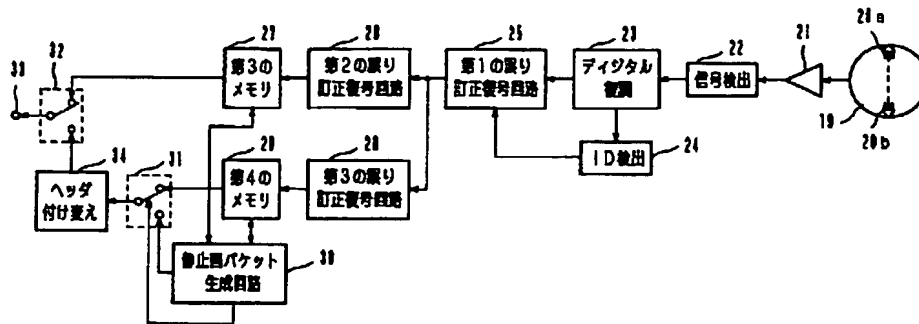 33
32
27
第3の
メモリ
26
第2の誤り
訂正復号回路
25
第1の誤り
訂正復号回路
23
ディジタル
復調
22
信号検出
21
20a
19
20b
ID検出
24
34
ヘッダ
付け変え
31
29
第4の
メモリ
28
第3の誤り
訂正復号回路
静止画パケット
生成回路
30